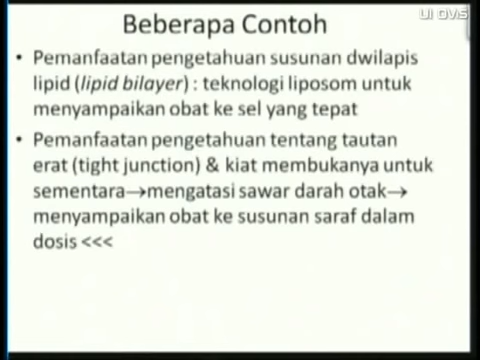 UI OVIS
Beberapa Contoh
• Pemanfaatan pengetahuan susunan dwilapis
lipid (lipid bilayer) : teknologi liposom untuk
menyampaikan obat ke sel yang tepat
• Pemanfaatan pengetahuan tentang tautan
erat (tight junction) & kiat membukanya untuk
sementara→mengatasi sawar darah otak→
menyampaikan obat ke susunan saraf dalam
dosis <<<